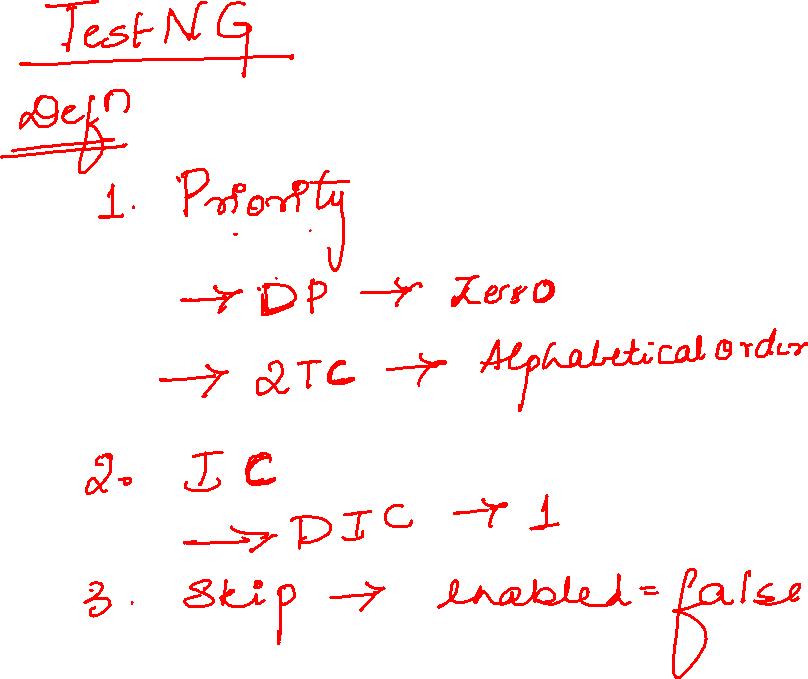 TestNG
Defn
1. Priority
→ DP → Zero
→ 2TC → Alphabetical order
2. IC
→ DIC → 1
3. Skip → enabled = false